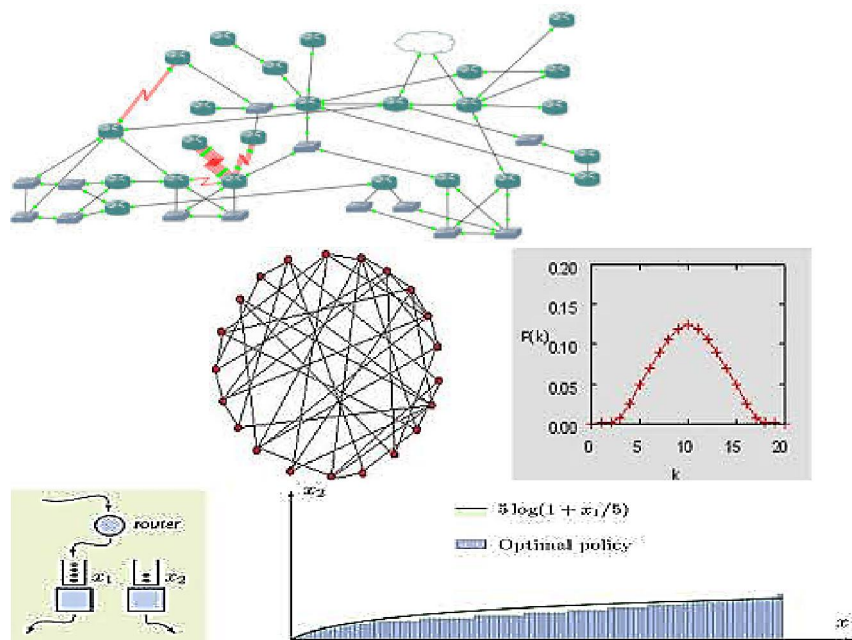 0.20
0.15
P(k)
0.10
0.05
0.00
0 5 10 15 20
k
router
x₁ x₂
x₂
5 log(1 + x₁/5)
Optimal policy
x